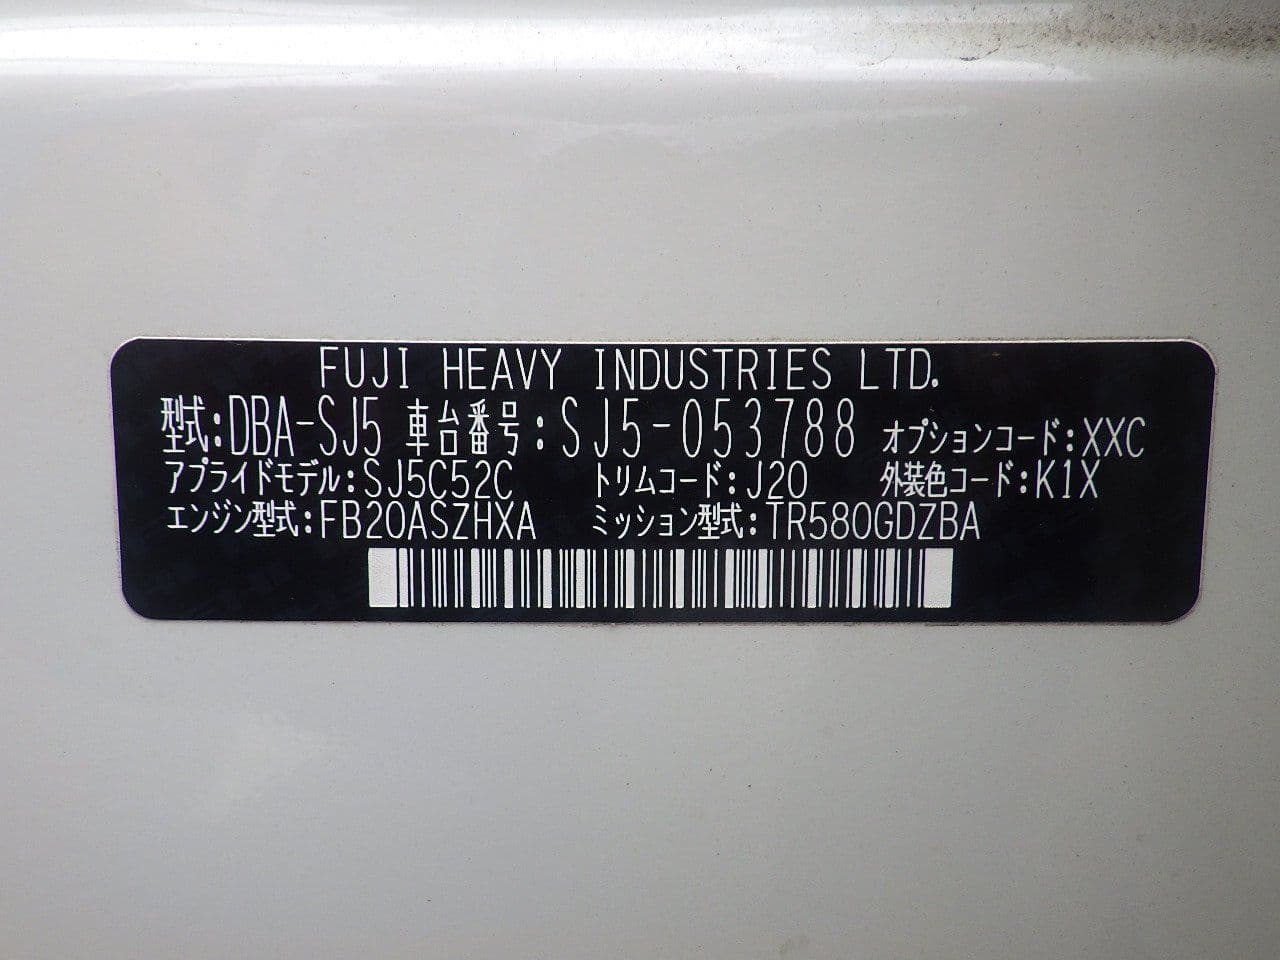 FUJI HEAVY INDUSTRIES LTD.
型式:DBA-SJ5 車台番号:SJ5-053788 オプションコード:XXC
アプライドモデル:SJ5C52C トリムコード:J20 外装色コード:K1X
エンジン型式:FB20ASZHXA ミッション型式:TR580GDZBA